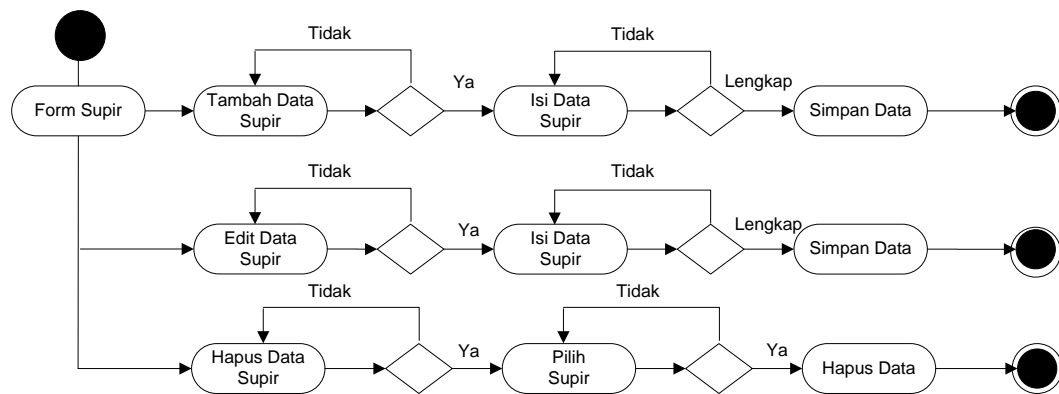 Tidak
Tidak
Ya
Lengkap
Form Supir
Tambah Data
Supir
Isi Data
Supir
Simpan Data
Tidak
Tidak
Ya
Lengkap
Edit Data
Supir
Isi Data
Supir
Simpan Data
Tidak
Tidak
Ya
Ya
Hapus Data
Supir
Pilih
Supir
Hapus Data